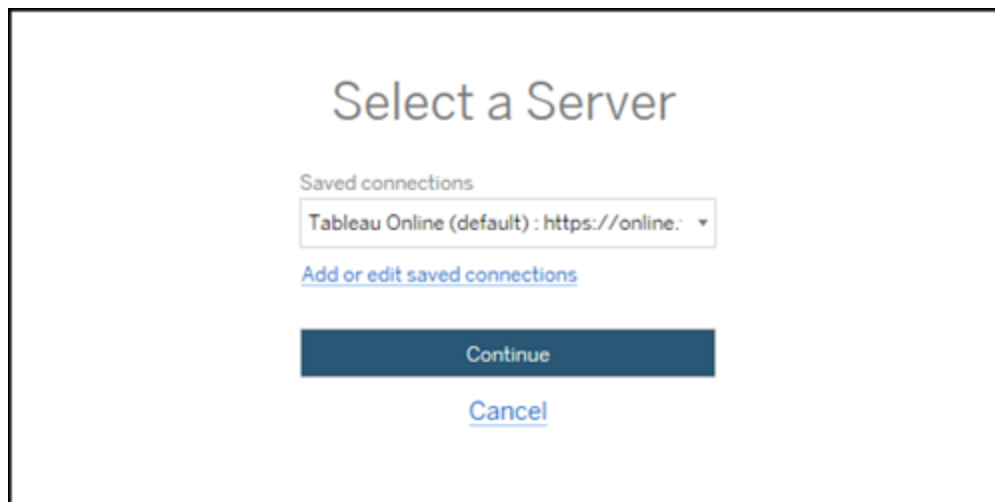 Select a Server
Saved connections
Tableau Online (default) : https://online.
Add or edit saved connections
Continue
Cancel